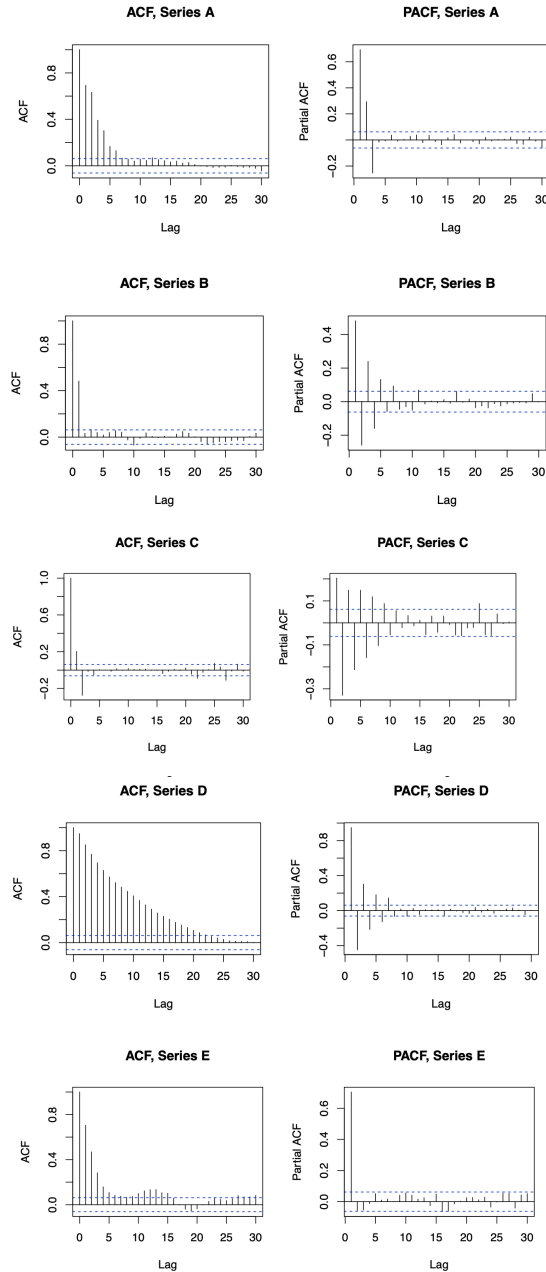 ACF, Series A
PACF, Series A
ACF
0.0 0.4 0.8
0 5 10 15 20 25 30
Lag
Partial ACF
−0.2 0.2 0.6
0 5 10 15 20 25 30
Lag
ACF, Series B
PACF, Series B
ACF
0.0 0.4 0.8
0 5 10 15 20 25 30
Lag
Partial ACF
−0.2 0.0 0.2 0.4
0 5 10 15 20 25 30
Lag
ACF, Series C
PACF, Series C
ACF
−0.2 0.2 0.6 1.0
0 5 10 15 20 25 30
Lag
Partial ACF
−0.3 −0.1 0.1
0 5 10 15 20 25 30
Lag
ACF, Series D
PACF, Series D
ACF
0.0 0.4 0.8
0 5 10 15 20 25 30
Lag
Partial ACF
−0.4 0.0 0.4 0.8
0 5 10 15 20 25 30
Lag
ACF, Series E
PACF, Series E
ACF
0.0 0.4 0.8
0 5 10 15 20 25 30
Lag
Partial ACF
0.0 0.2 0.4 0.6
0 5 10 15 20 25 30
Lag